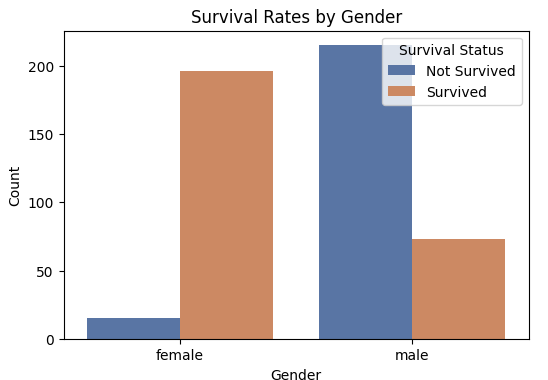 Survival Rates by Gender
Survival Status
Not Survived
Survived
200
150
100
50
0
Count
female
male
Gender